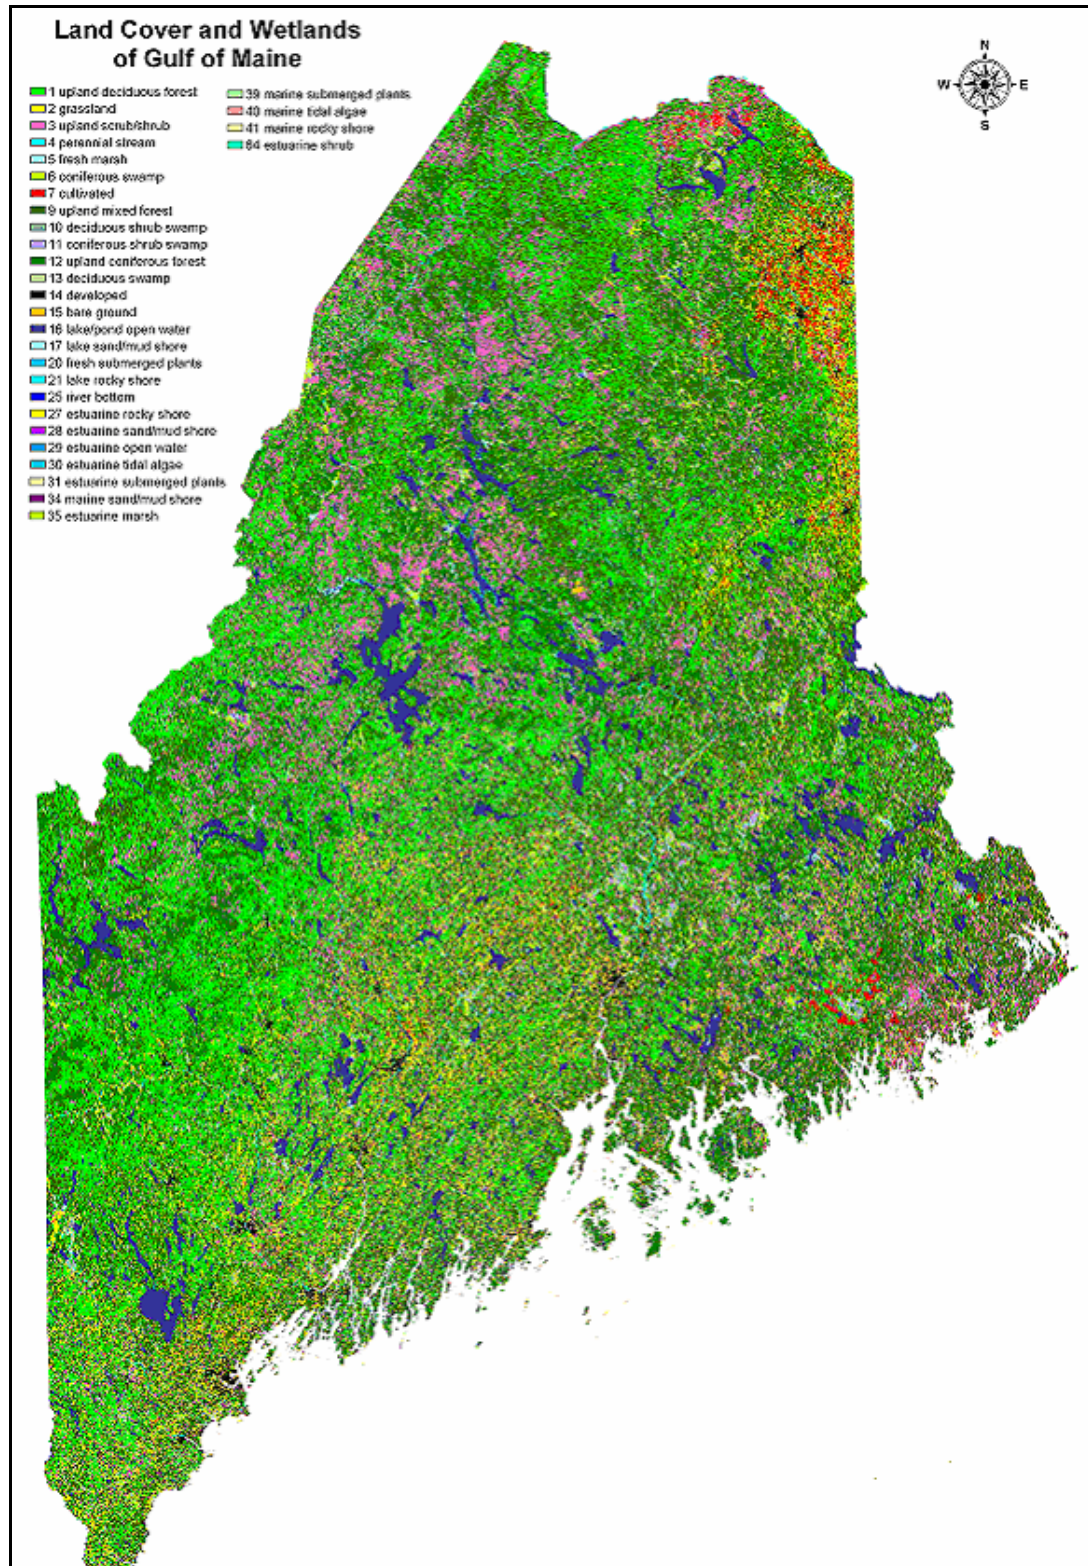 Land Cover and Wetlands
of Gulf of Maine
1 upland deciduous forest
2 grassland
3 upland scrub/shrub
4 perennial stream
5 fresh marsh
6 coniferous swamp
7 cultivated
9 upland mixed forest
10 deciduous shrub swamp
11 coniferous shrub swamp
12 upland coniferous forest
13 deciduous swamp
14 developed
15 bare ground
16 lake/pond open water
17 lake sand/mud shore
20 fresh submerged plants
21 lake rocky shore
25 river bottom
27 estuarine rocky shore
28 estuarine sand/mud shore
29 estuarine open water
30 estuarine tidal algae
31 estuarine submerged plants
34 marine sand/mud shore
35 estuarine marsh
39 marine submerged plants
40 marine tidal algae
41 marine rocky shore
64 estuarine shrub
N
W E
S